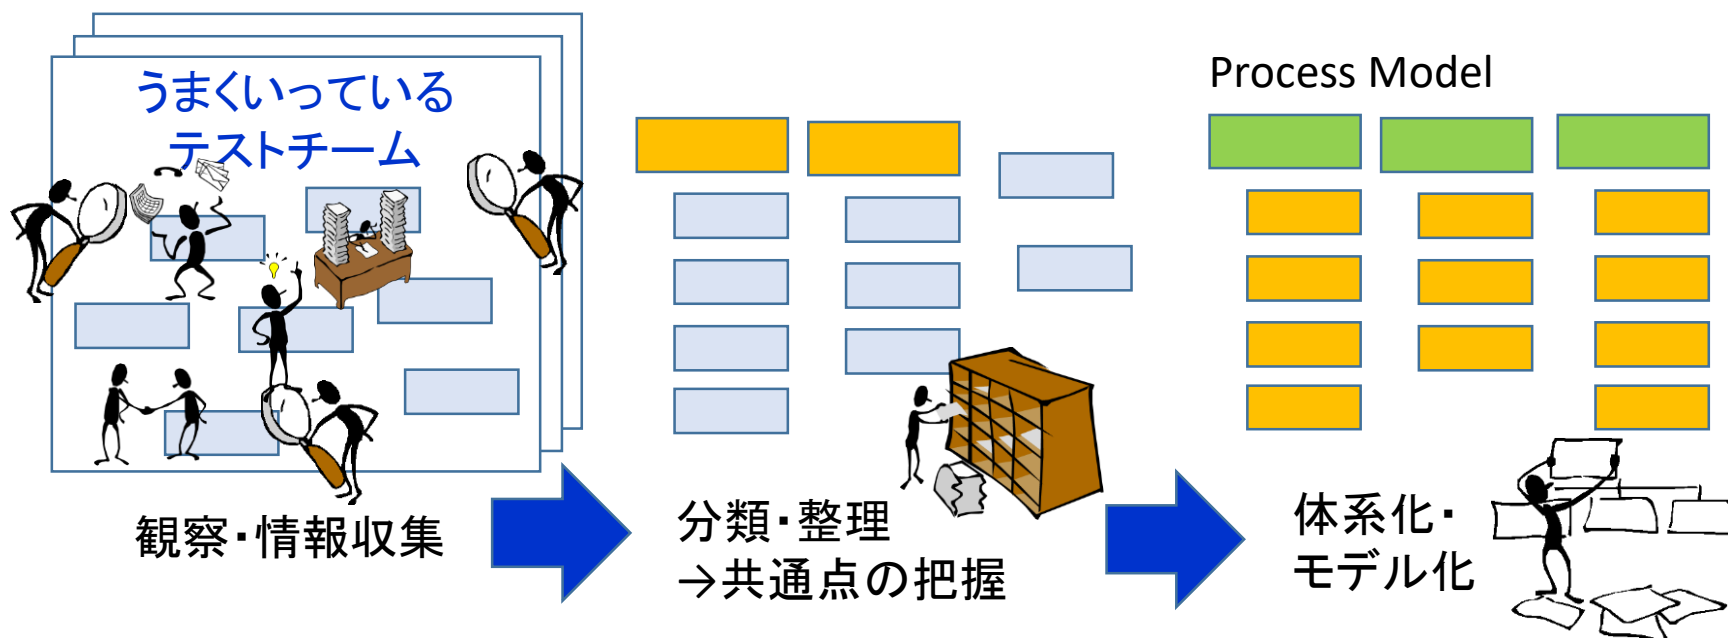 うまくいっている
テストチーム
観察・情報収集
分類・整理
→共通点の把握
Process Model
体系化・
モデル化